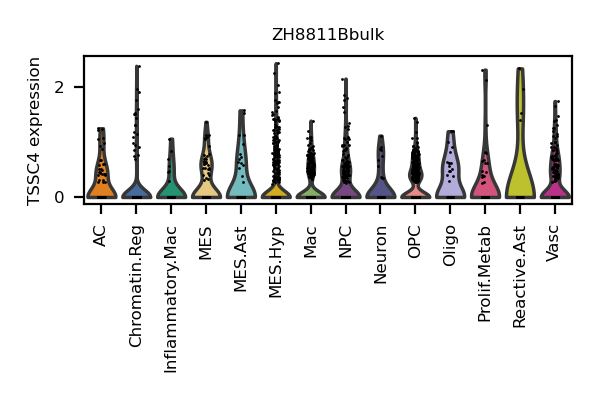 ZH8811Bbulk
TSSC4 expression
2
0
AC
Chromatin.Reg
Inflammatory.Mac
MES
MES.Ast
MES.Hyp
Mac
NPC
Neuron
OPC
Oligo
Prolif.Metab
Reactive.Ast
Vasc